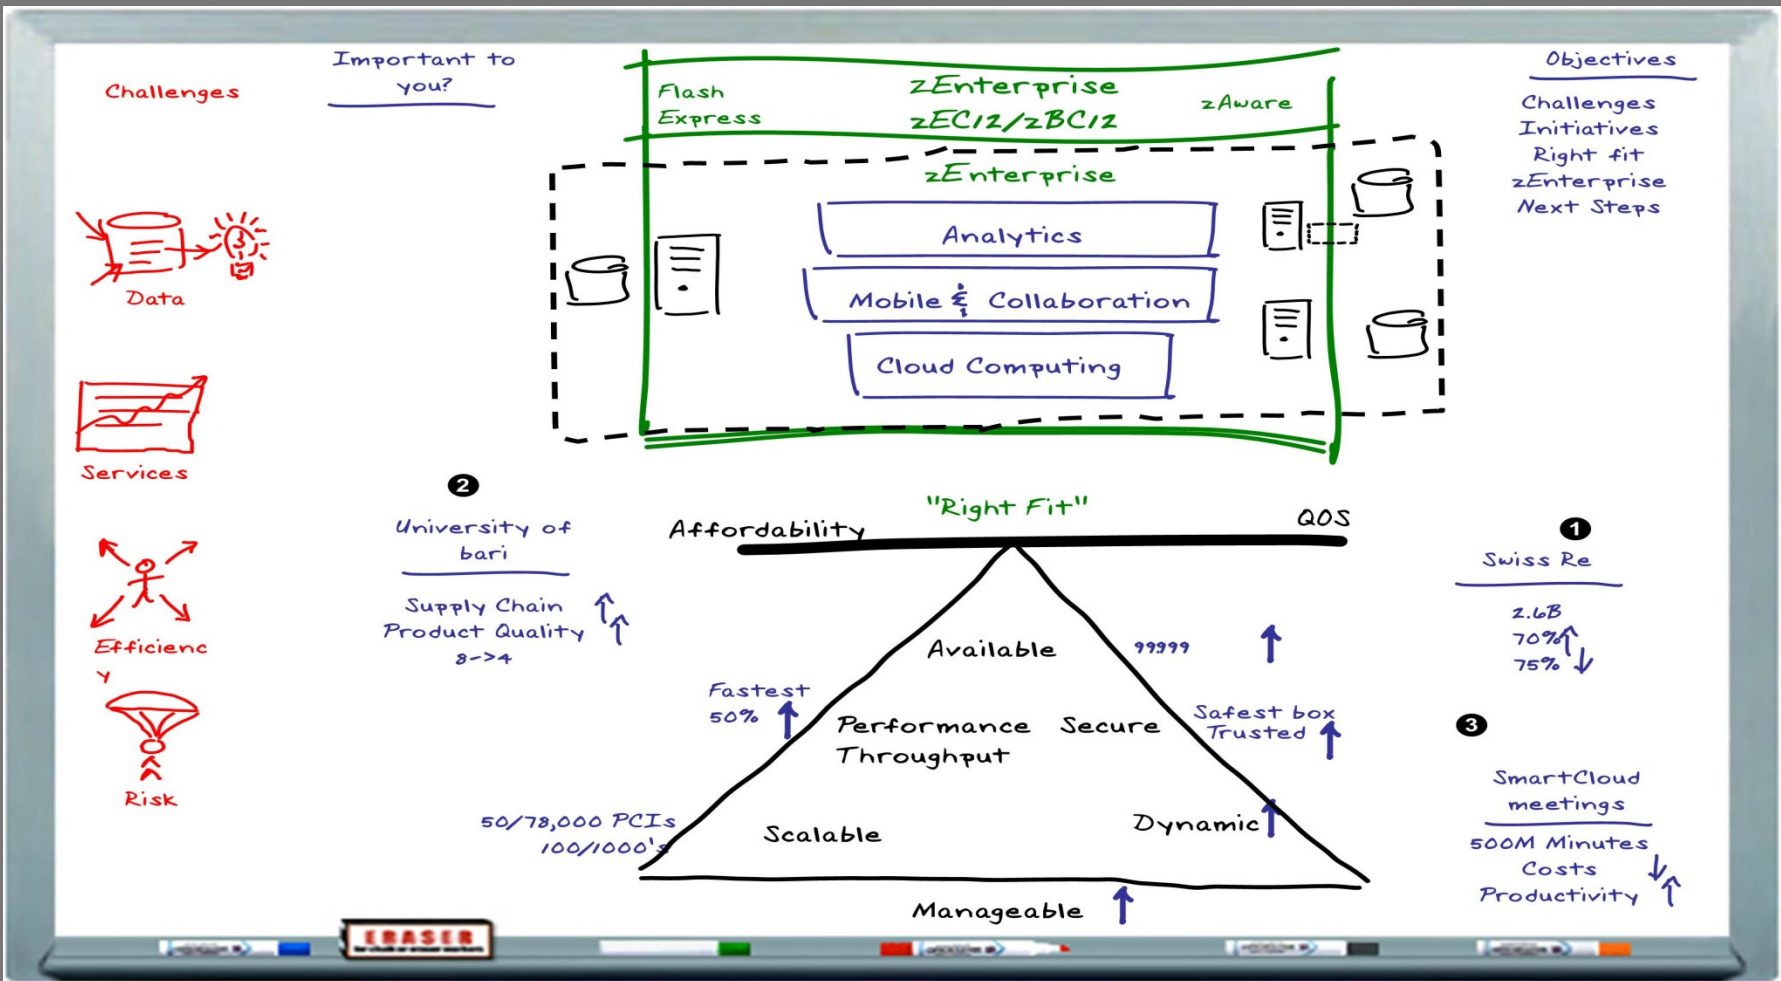 Challenges
Data
Services
Efficienc
y
Risk
Important to
you?
Flash
Express
zEnterprise
zEC12/zBC12
zAware
zEnterprise
Analytics
Mobile & Collaboration
Cloud Computing
Objectives
Challenges
Initiatives
Right fit
zEnterprise
Next Steps
2
University of
bari
Supply Chain
Product Quality
8->4
"Right Fit"
Affordability
QOS
Available
99999
Fastest
50%
Performance
Throughput
Secure
Safest box
Trusted
50/78,000 PCIs
100/1000's
Scalable
Dynamic
Manageable
1
Swiss Re
2.6B
70%
75%
3
SmartCloud
meetings
500M Minutes
Costs
Productivity
ERASER